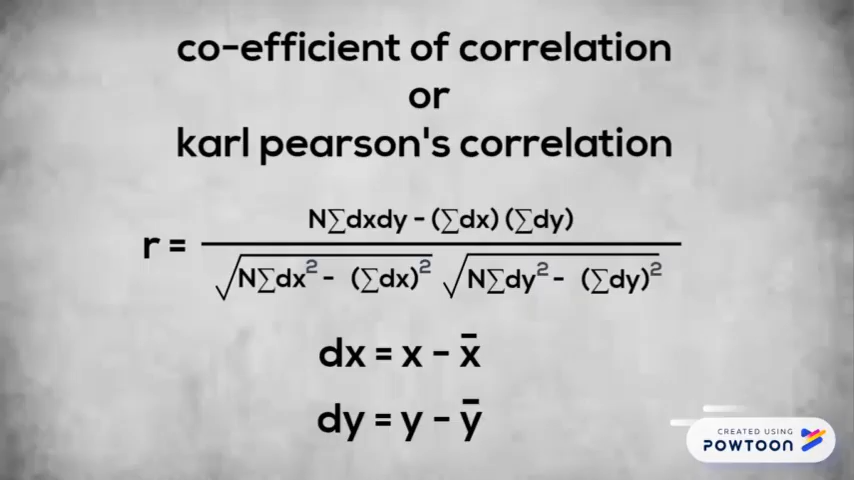 co-efficient of correlation
or
karl pearson's correlation
r = N∑dxdy - (∑dx) (∑dy)
√N∑dx² - (∑dx)² √N∑dy² - (∑dy)²
dx = x - x̄
dy = y - ȳ
CREATED USING
POWTOON